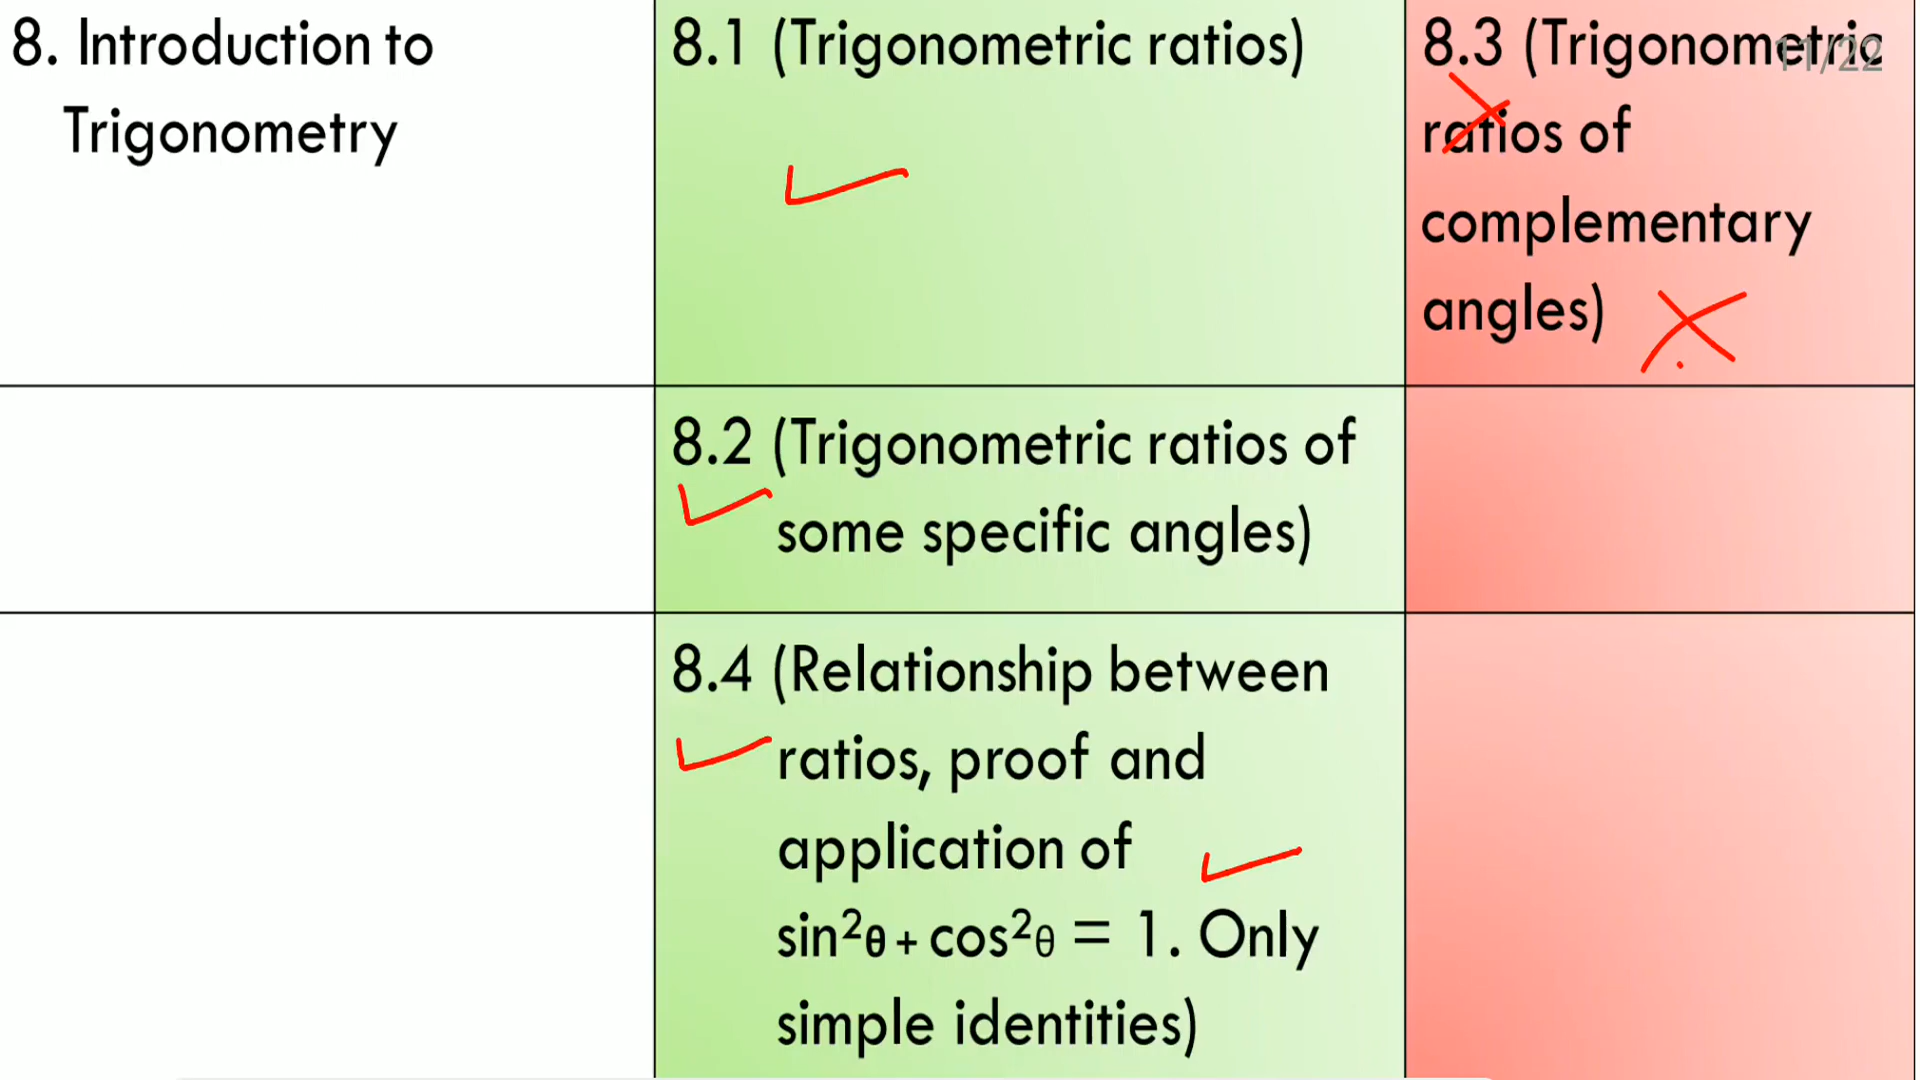 8. Introduction to
Trigonometry
8.1 (Trigonometric ratios)
8.3 (Trigonometric
ratios of
complementary
angles)
11/22
8.2 (Trigonometric ratios of
some specific angles)
8.4 (Relationship between
ratios, proof and
application of
sin²θ + cos²θ = 1. Only
simple identities)